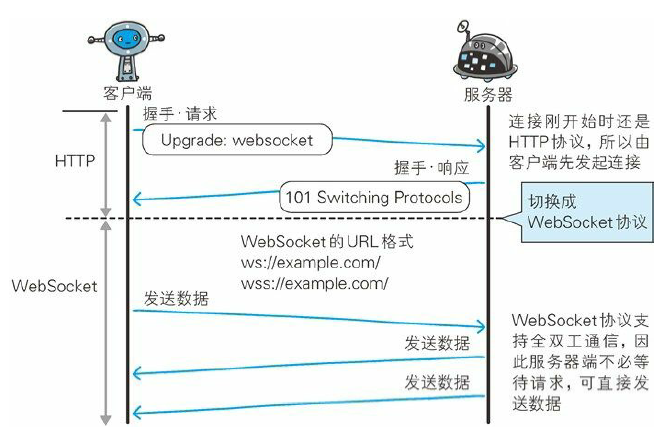 客户端
服务器
握手·请求
Upgrade: websocket
连接刚开始时还是
HTTP协议，所以由
客户端先发起连接
HTTP
握手·响应
101 Switching Protocols
切换成
WebSocket协议
WebSocket的URL格式
ws://example.com/
wss://example.com/
WebSocket
发送数据
发送数据
发送数据
WebSocket协议支
持全双工通信，因
此服务器端不必等
待请求，可直接发
送数据